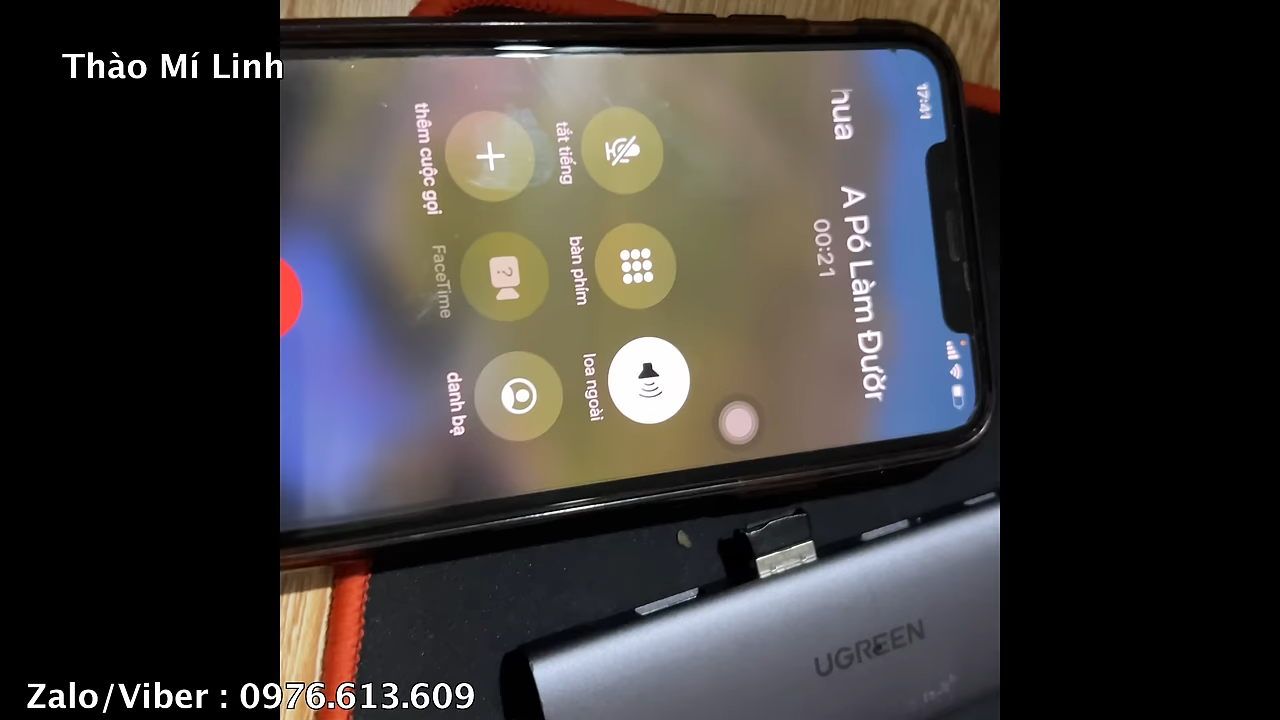 Thào Mí Linh
17:41
hua A Pó Làm Đườr
00:21
tắt tiếng
bàn phím
loa ngoài
thêm cuộc gọi
FaceTime
danh bạ
UGREEN
Zalo/Viber : 0976.613.609